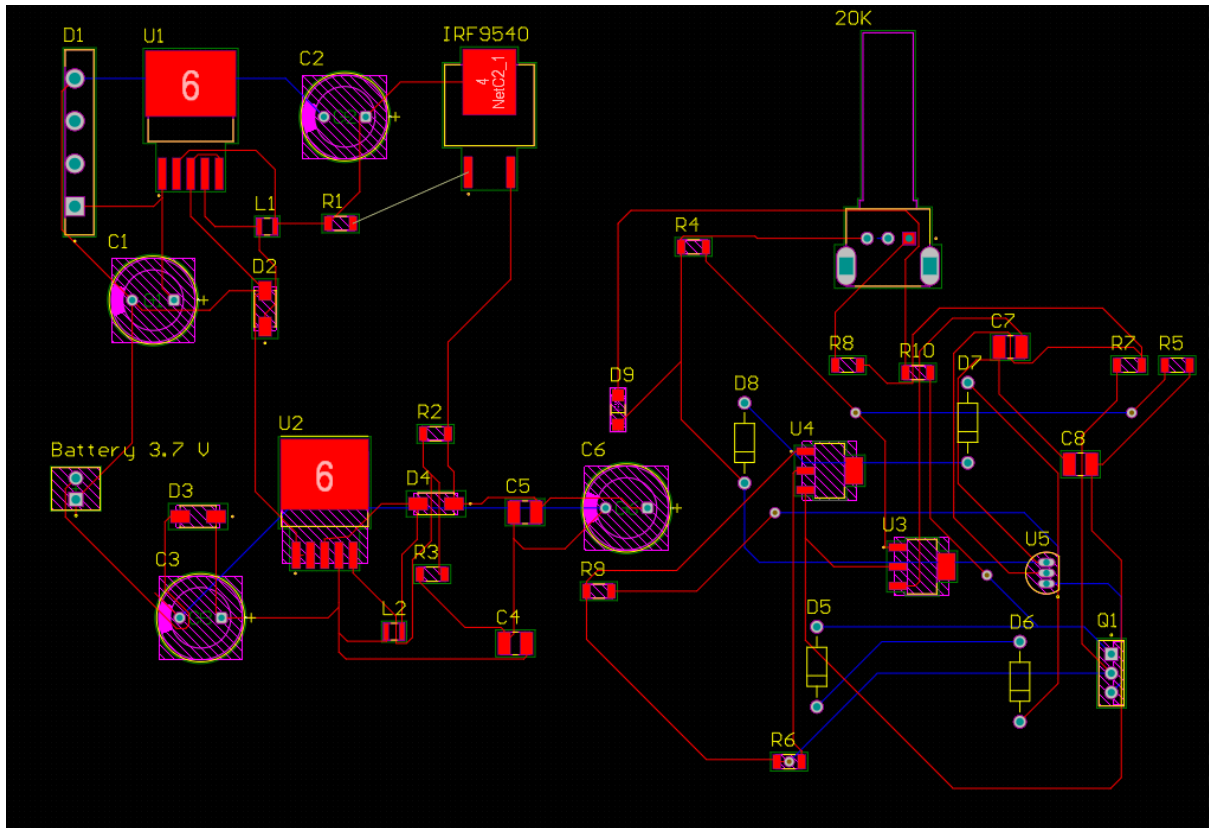 20K
D1
U1
IRF9540
C2
6
4
NetC2_1
+
L1
R1
R4
C1
D2
+
C7
R8
R10
D7
R7
R5
D9
D8
R2
U2
U4
Battery 3.7 V
C6
C8
6
D4
C5
D3
+
U3
U5
C3
R3
R9
L2
C4
D5
D6
Q1
+
R6